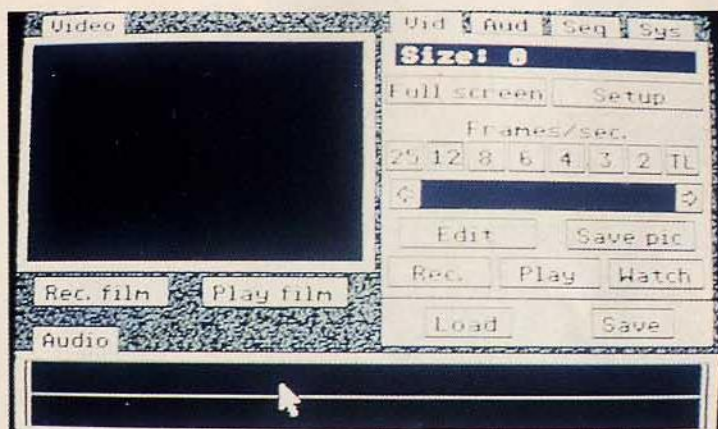 Video
Vid Aud Seq Sys
Size: 0
Full screen Setup
Frames/sec.
25 12 8 6 4 3 2 TL
Edit Save pic
Rec. Play Watch
Rec. film Play film
Load Save
Audio